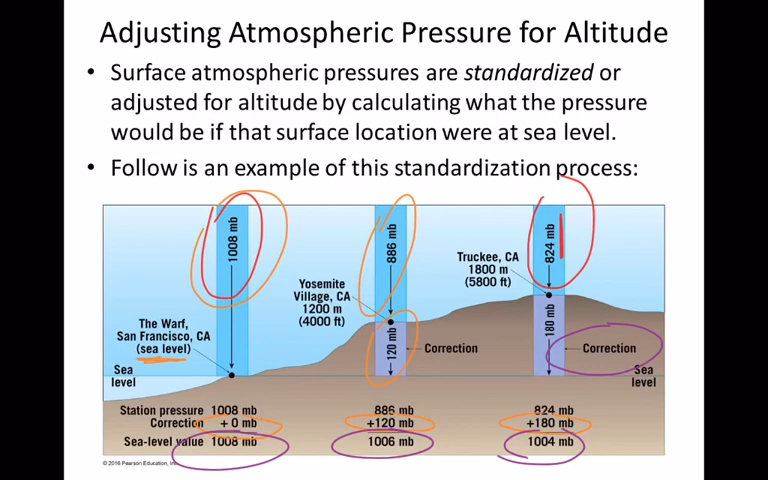 Adjusting Atmospheric Pressure for Altitude
• Surface atmospheric pressures are standardized or
adjusted for altitude by calculating what the pressure
would be if that surface location were at sea level.
• Follow is an example of this standardization process:
1008 mb
886 mb
824 mb
Truckee, CA
1800 m
(5800 ft)
Yosemite
Village, CA
1200 m
(4000 ft)
The Warf,
San Francisco, CA
(sea level)
120 mb
Correction
180 mb
Correction
Sea
level
Sea
level
Station pressure 1008 mb 886 mb 824 mb
Correction + 0 mb +120 mb +180 mb
Sea-level value 1008 mb 1006 mb 1004 mb
© 2016 Pearson Education, Inc.